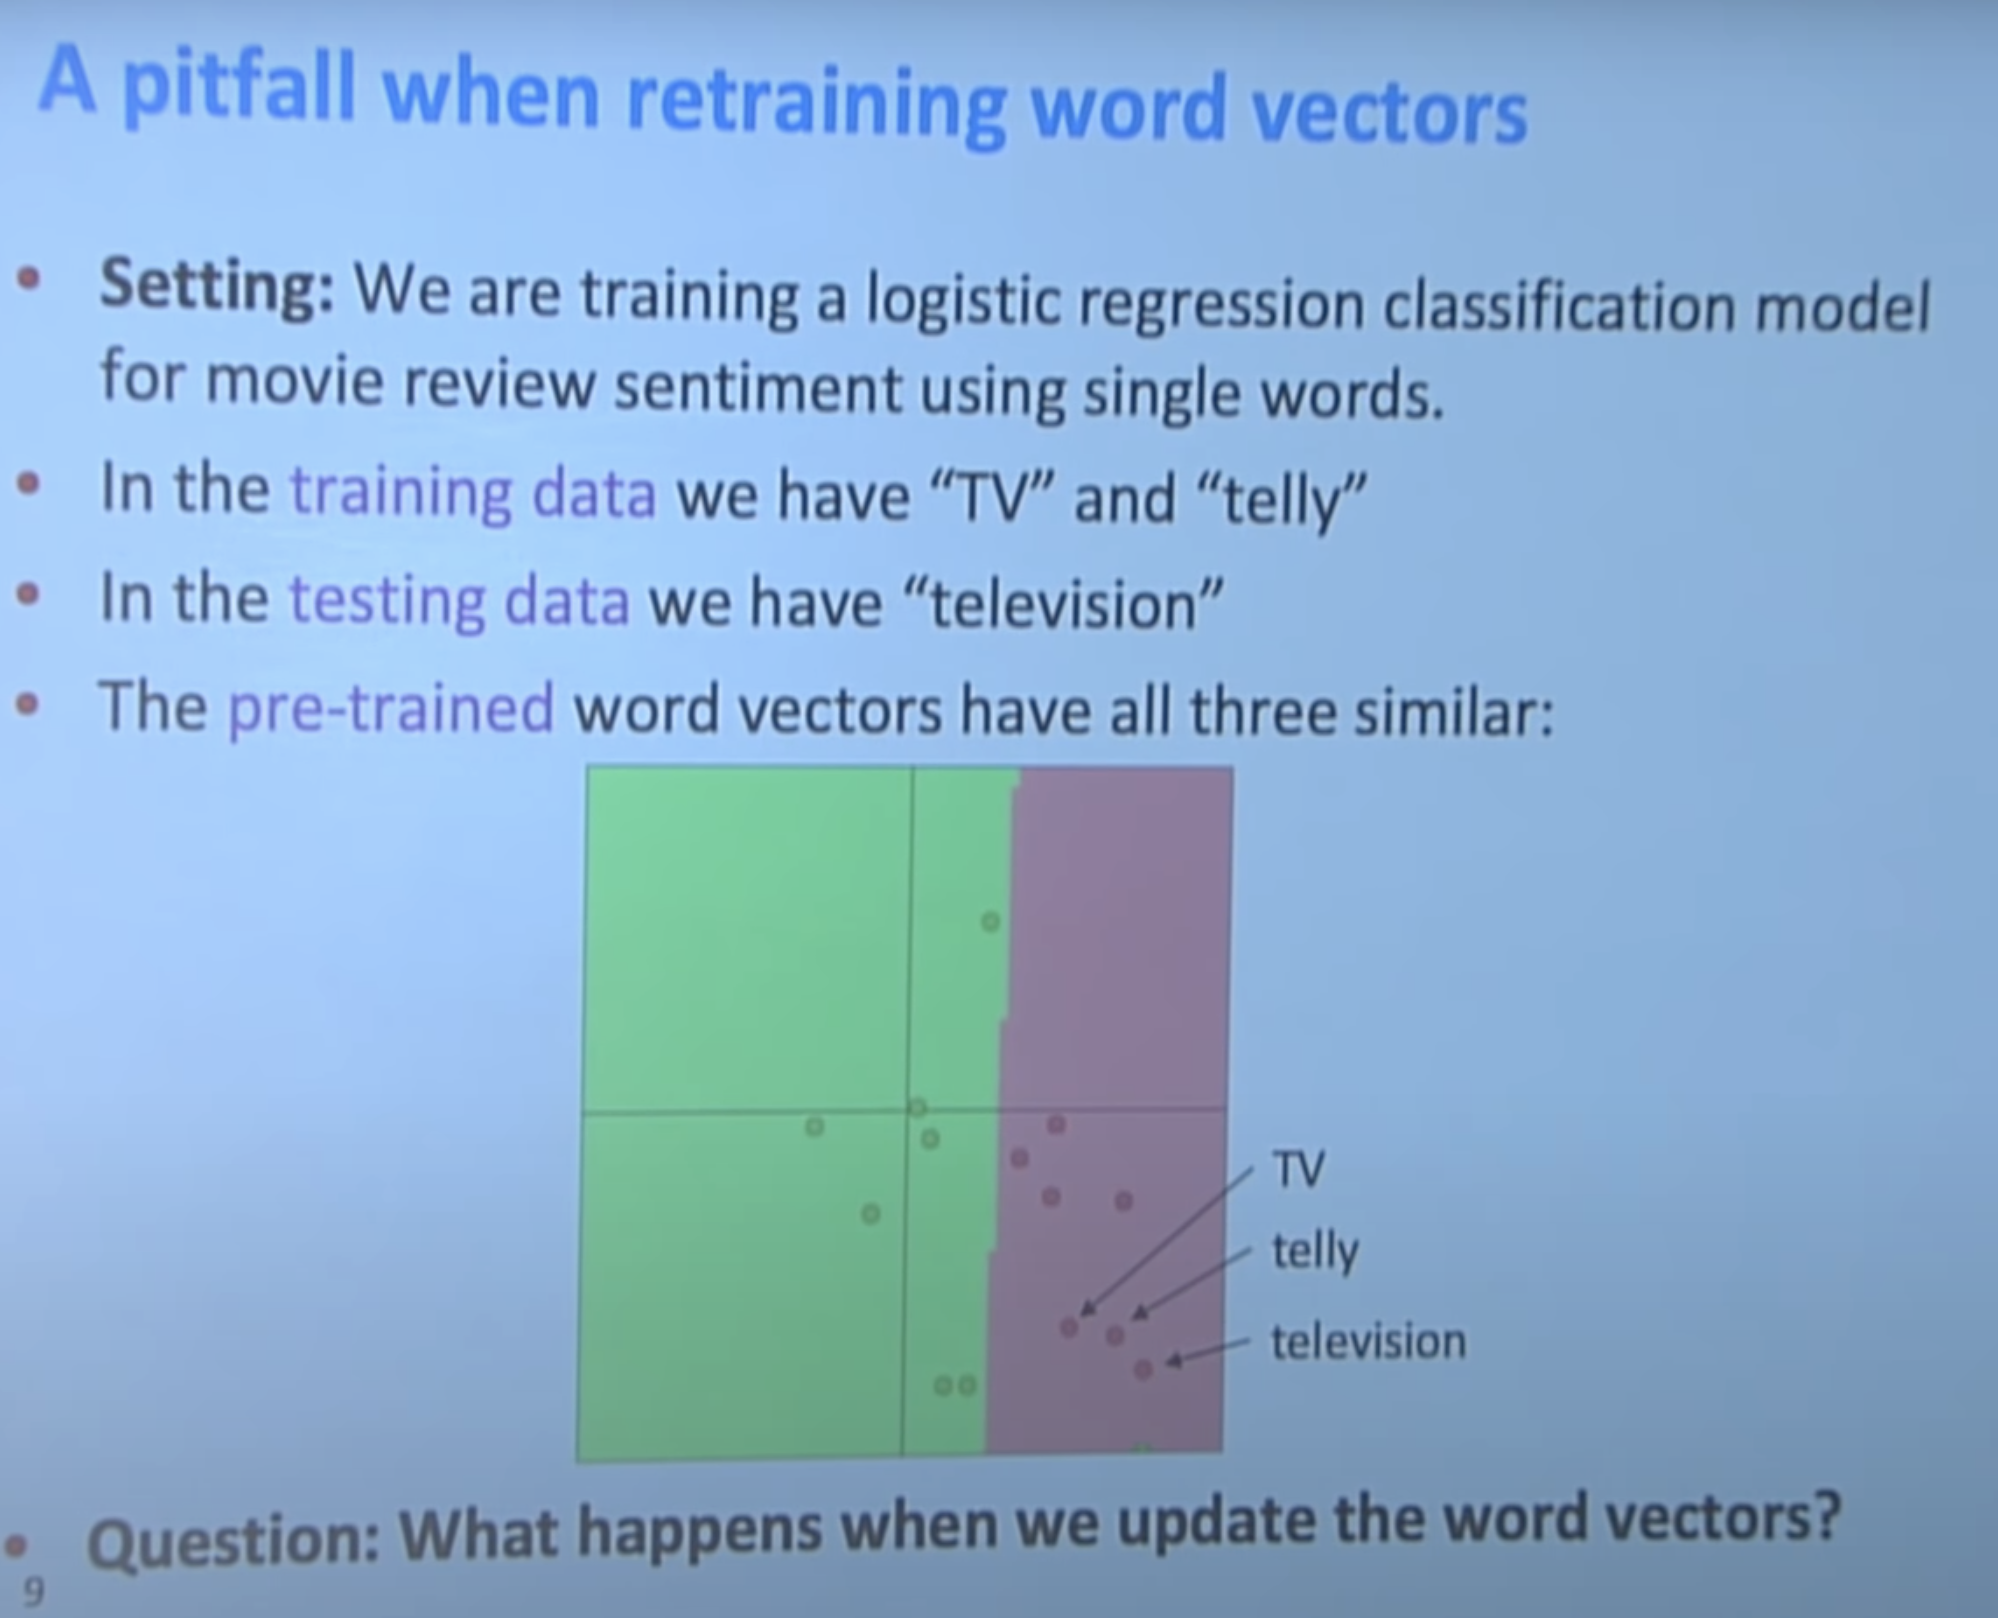 A pitfall when retraining word vectors
• Setting: We are training a logistic regression classification model
for movie review sentiment using single words.
• In the training data we have “TV” and “telly”
• In the testing data we have “television”
• The pre-trained word vectors have all three similar:
TV
telly
television
• Question: What happens when we update the word vectors?
9